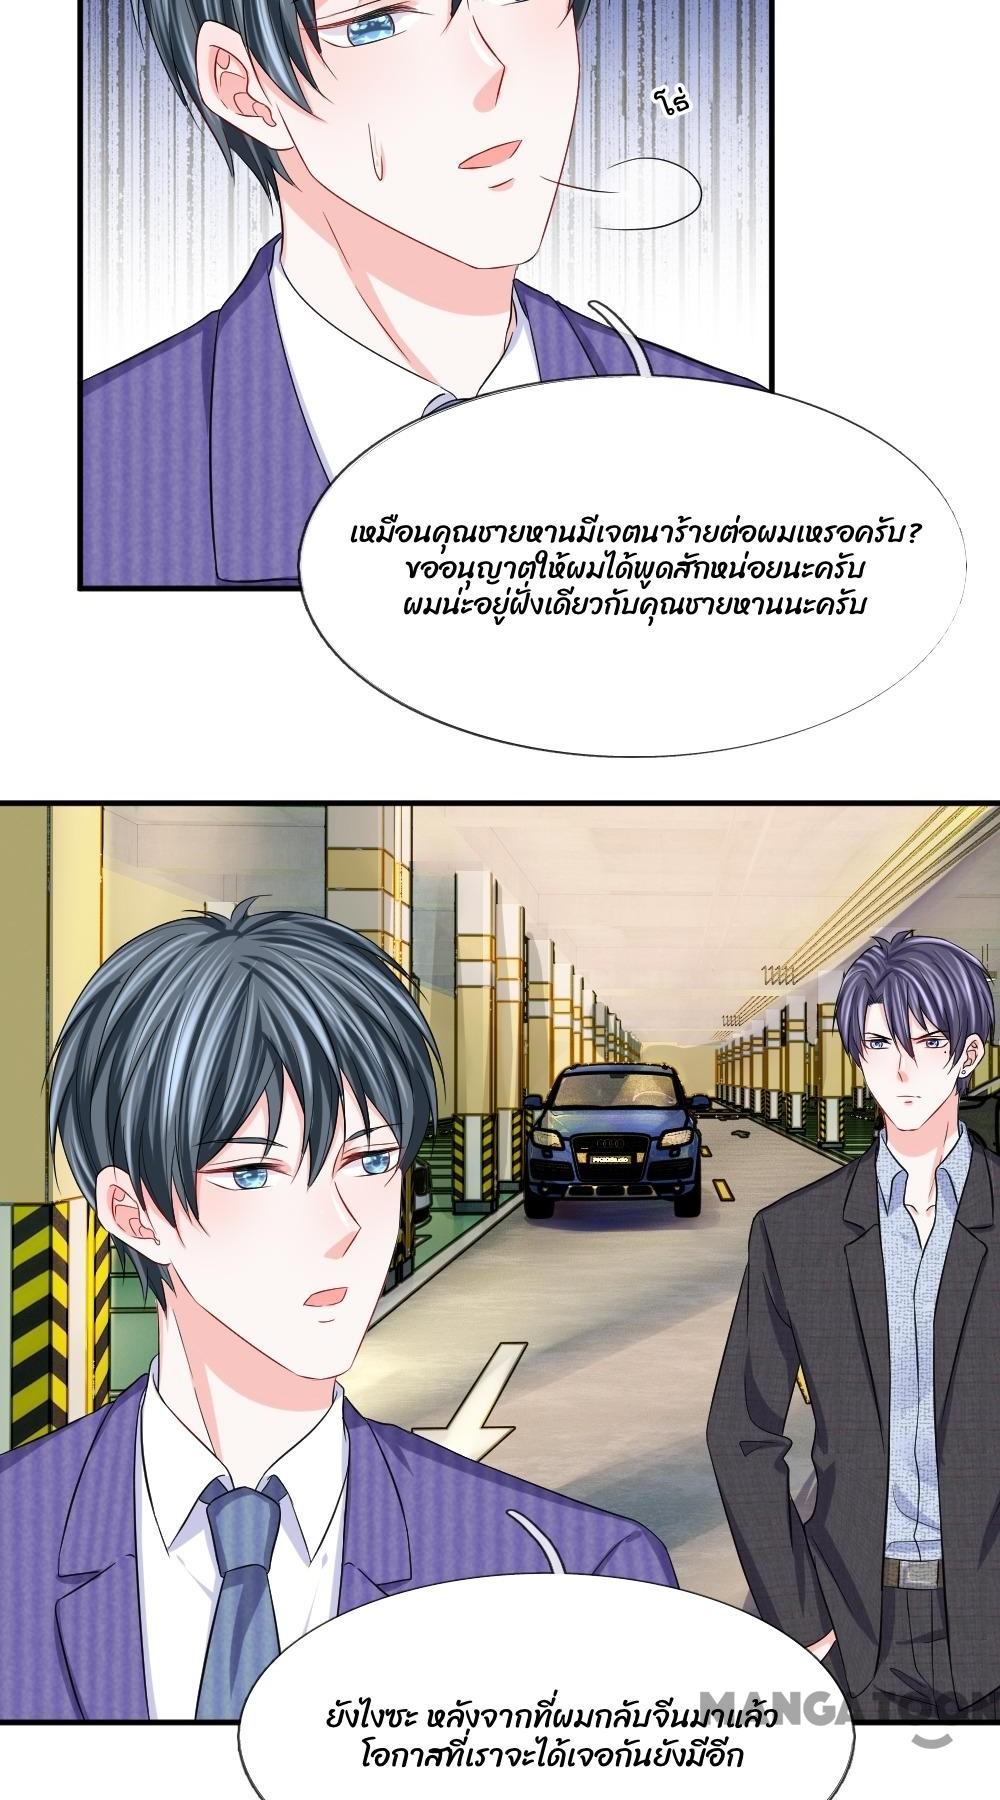 โธ่
เหมือนคุณชายหานมีเจตนาร้ายต่อผมเหรอครับ?
ขออนุญาตให้ผมได้พูดสักหน่อยนะครับ
ผมน่ะอยู่ฝั่งเดียวกับคุณชายหานนะครับ
ยังไงซะ หลังจากที่ผมกลับจีนมาแล้ว
โอกาสที่เราจะได้เจอกันยังมีอีก
MANGATOON